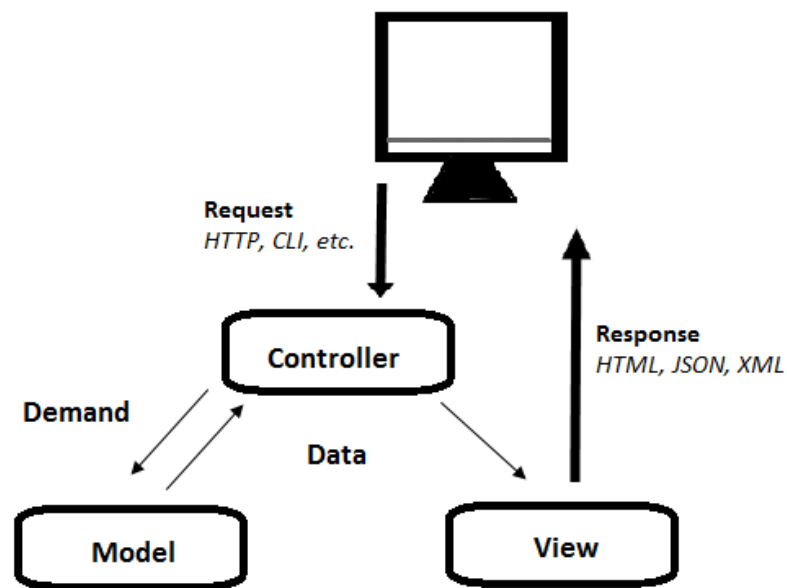 Request
HTTP, CLI, etc.
Controller
Response
HTML, JSON, XML
Demand
Data
Model
View